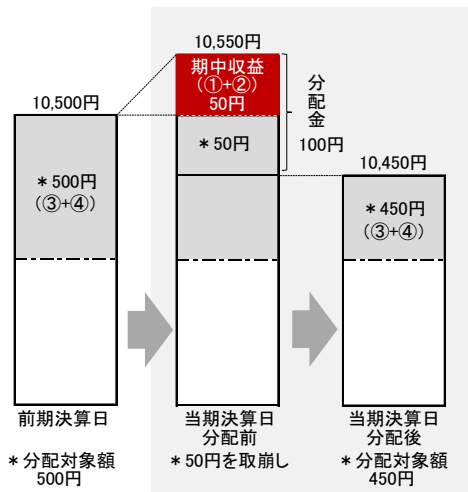 10,550円
期中収益
(①+②)
50円
分
配
金
100円
10,500円
＊50円
10,450円
＊500円
(③+④)
＊450円
(③+④)
前期決算日
当期決算日
分配前
当期決算日
分配後
＊分配対象額
500円
＊50円を取崩し
＊分配対象額
450円